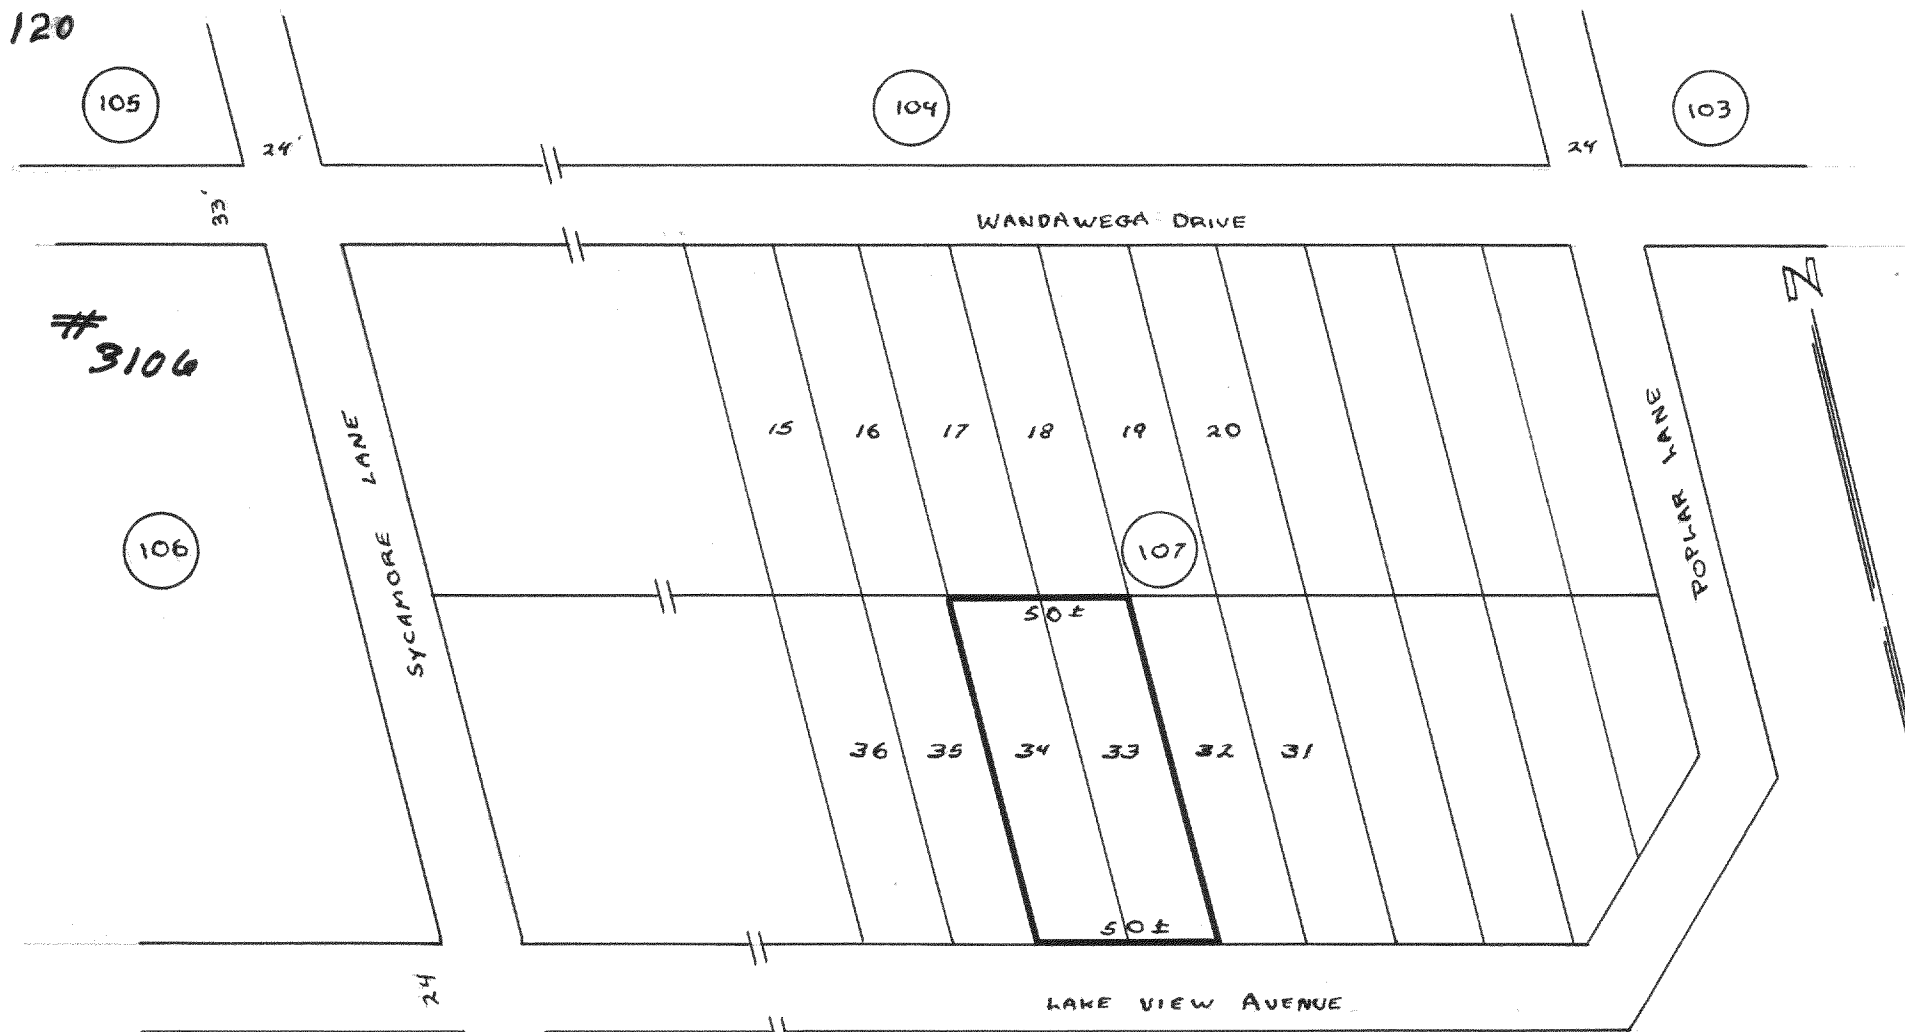 120
105
104
103
24'
24
33'
WANDAWEGA DRIVE
N
#
3106
15 16 17 18 19 20
SYCAMORE LANE
POPLAR LANE
106
107
50±
36 35 34 33 32 31
50±
24
LAKE VIEW AVENUE